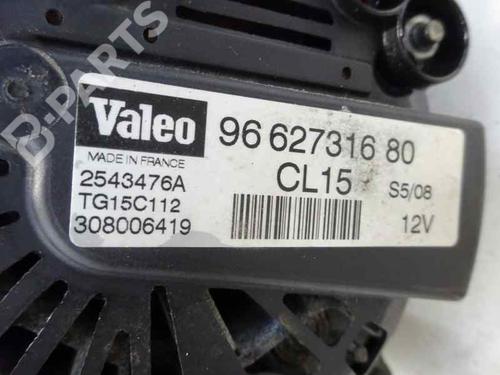 B-PARTS
Valeo
96 627316 80
MADE IN FRANCE
CL15
S5/08
2543476A
TG15C112
12V
308006419